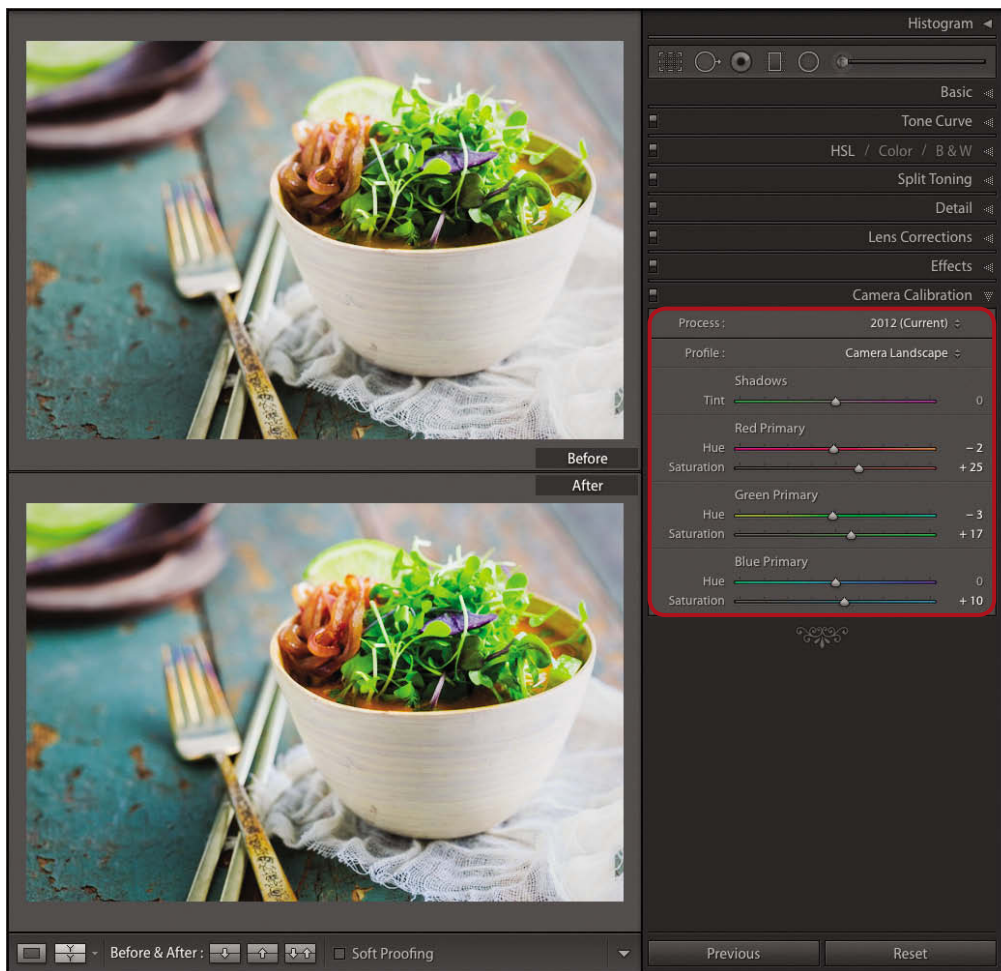 Before
After
Before & After :
Soft Proofing
Histogram
Basic
Tone Curve
HSL / Color / B & W
Split Toning
Detail
Lens Corrections
Effects
Camera Calibration
Process : 2012 (Current)
Profile : Camera Landscape
Shadows
Tint 0
Red Primary
Hue – 2
Saturation + 25
Green Primary
Hue – 3
Saturation + 17
Blue Primary
Hue 0
Saturation + 10
Previous
Reset